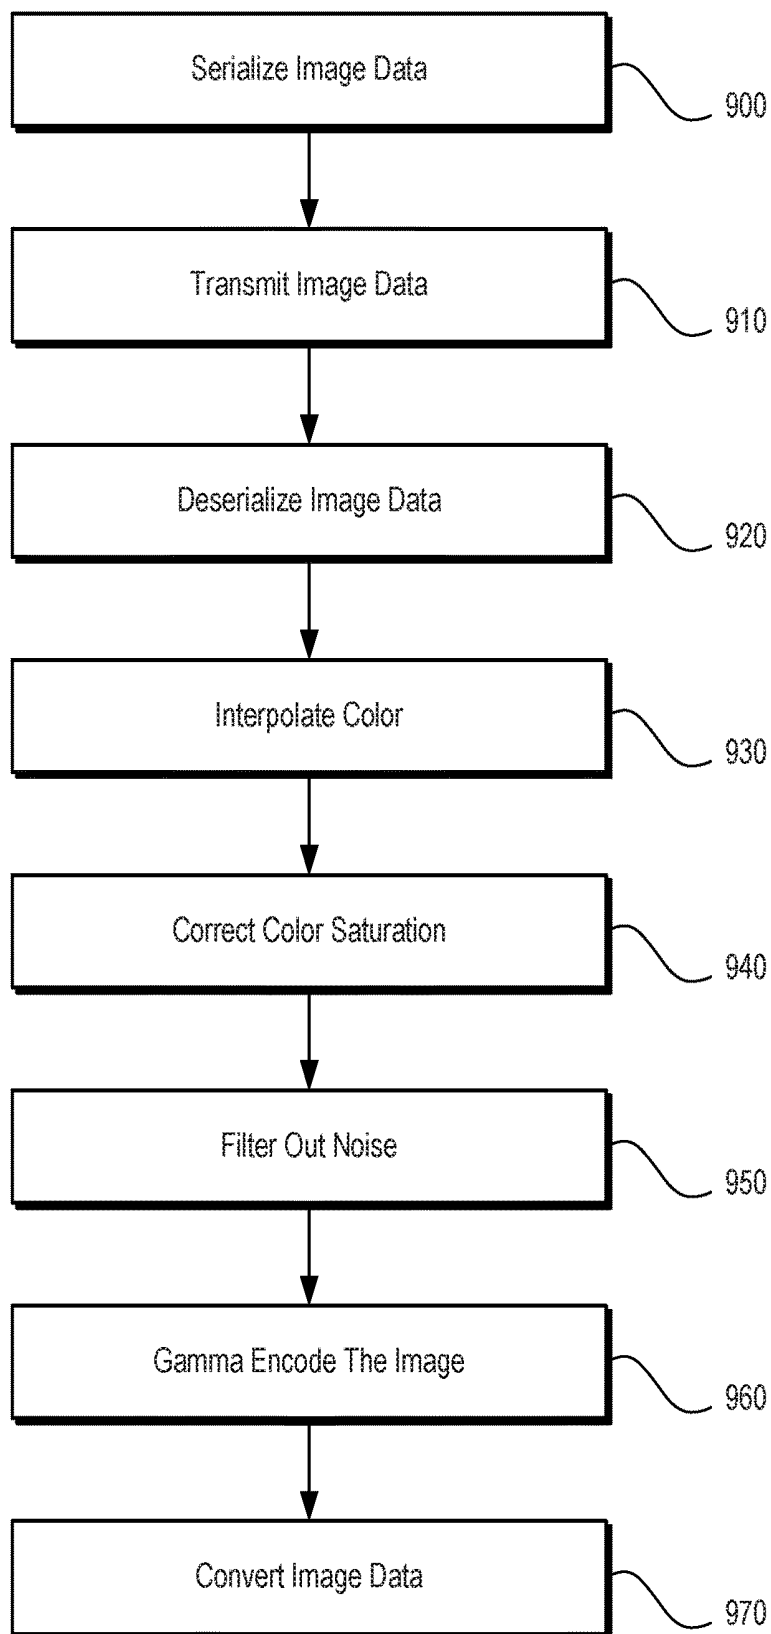 Serialize Image Data
900
Transmit Image Data
910
Deserialize Image Data
920
Interpolate Color
930
Correct Color Saturation
940
Filter Out Noise
950
Gamma Encode The Image
960
Convert Image Data
970